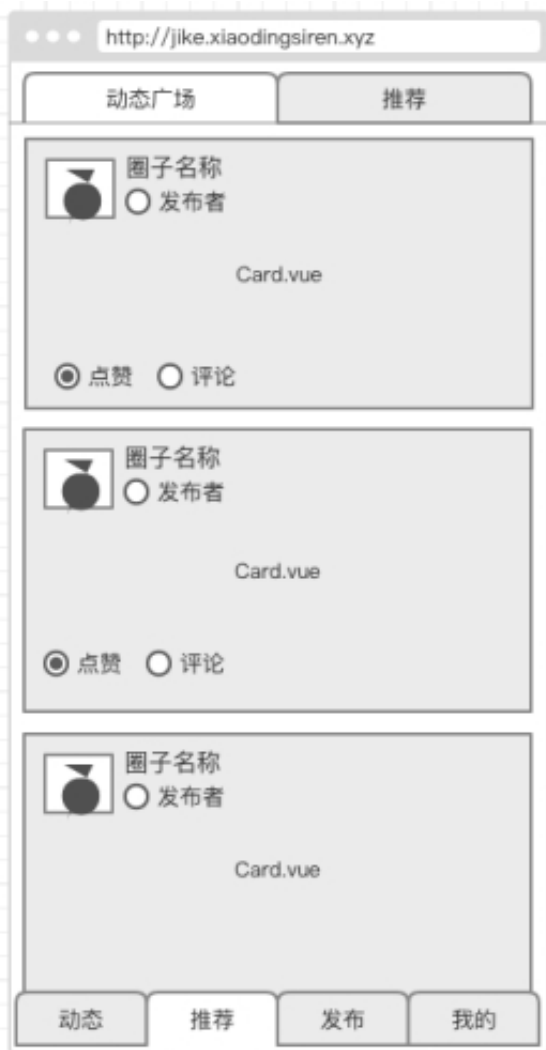 http://jike.xiaodingsiren.xyz
动态广场 推荐
圈子名称
发布者
Card.vue
点赞 评论
圈子名称
发布者
Card.vue
点赞 评论
圈子名称
发布者
Card.vue
动态 推荐 发布 我的